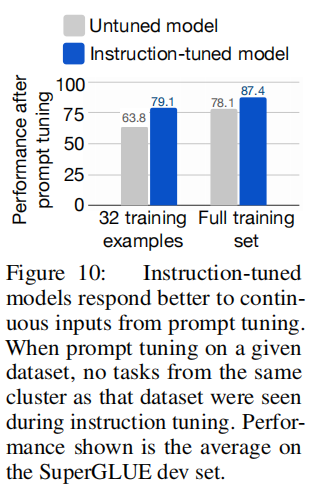 Untuned model
Instruction-tuned model
Performance after
prompt tuning
100
75
50
25
0
63.8
79.1
78.1
87.4
32 training
examples
Full training
set
Figure 10: Instruction-tuned
models respond better to contin-
uous inputs from prompt tuning.
When prompt tuning on a given
dataset, no tasks from the same
cluster as that dataset were seen
during instruction tuning. Perfor-
mance shown is the average on
the SuperGLUE dev set.